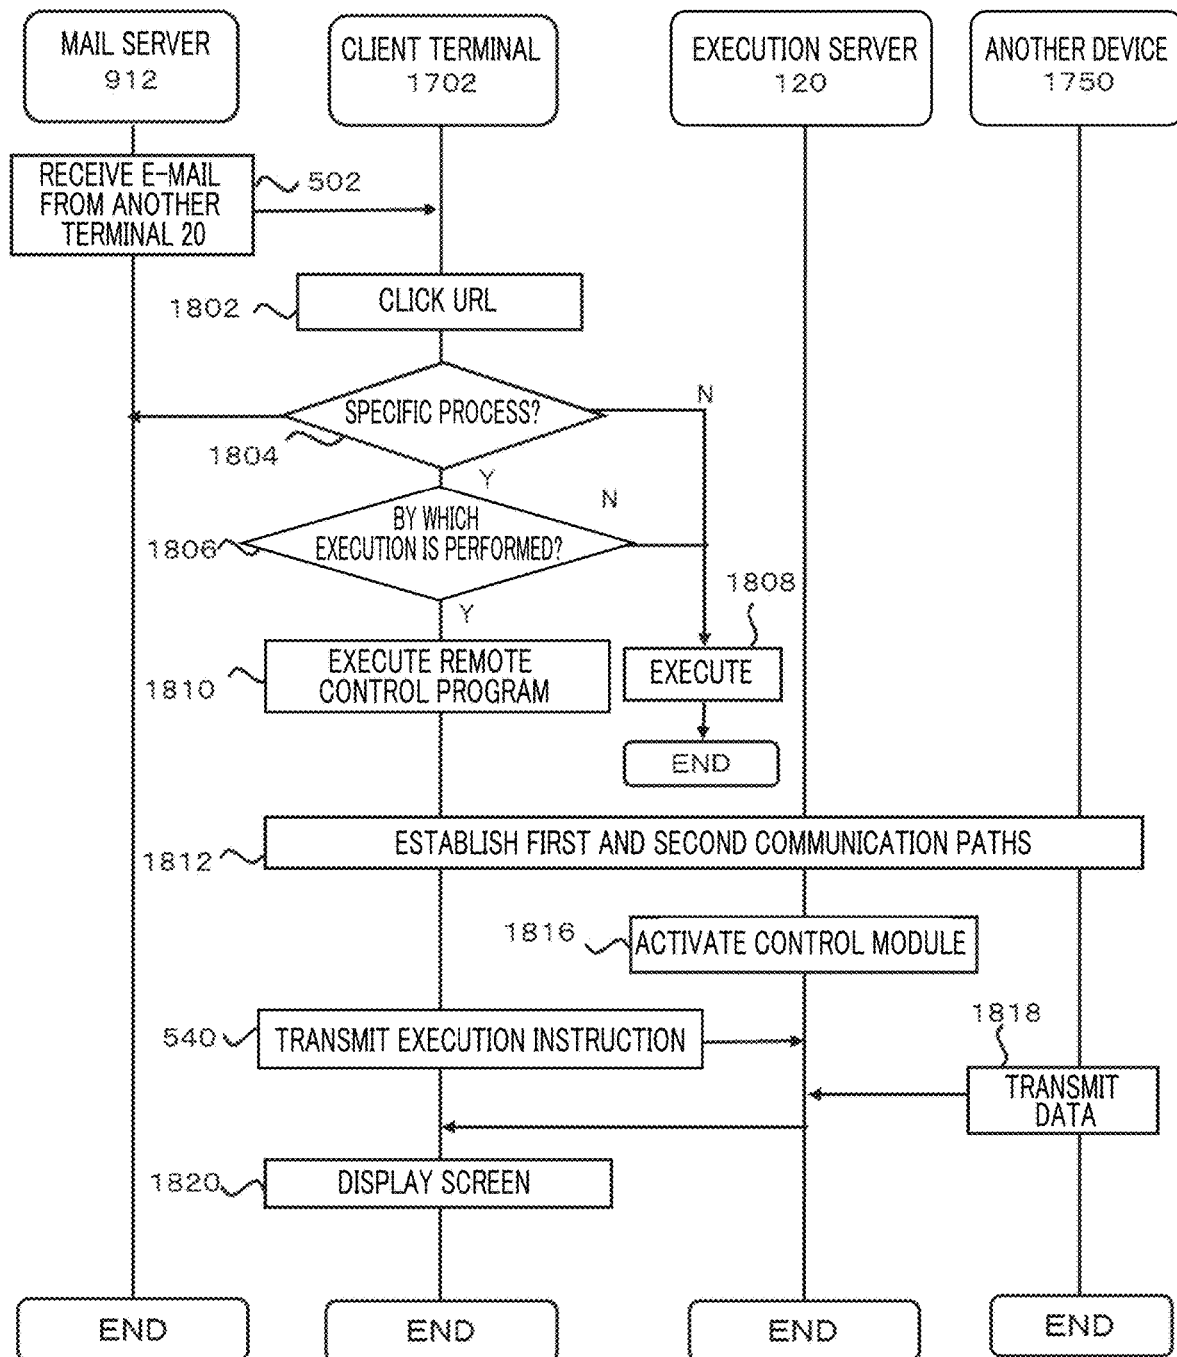 MAIL SERVER
912
CLIENT TERMINAL
1702
EXECUTION SERVER
120
ANOTHER DEVICE
1750
RECEIVE E-MAIL
FROM ANOTHER
TERMINAL 20
502
1802
CLICK URL
SPECIFIC PROCESS?
N
1804
Y
N
BY WHICH
EXECUTION IS PERFORMED?
1806
Y
1808
EXECUTE REMOTE
CONTROL PROGRAM
1810
EXECUTE
END
ESTABLISH FIRST AND SECOND COMMUNICATION PATHS
1812
1816
ACTIVATE CONTROL MODULE
540
TRANSMIT EXECUTION INSTRUCTION
1818
TRANSMIT
DATA
1820
DISPLAY SCREEN
END
END
END
END